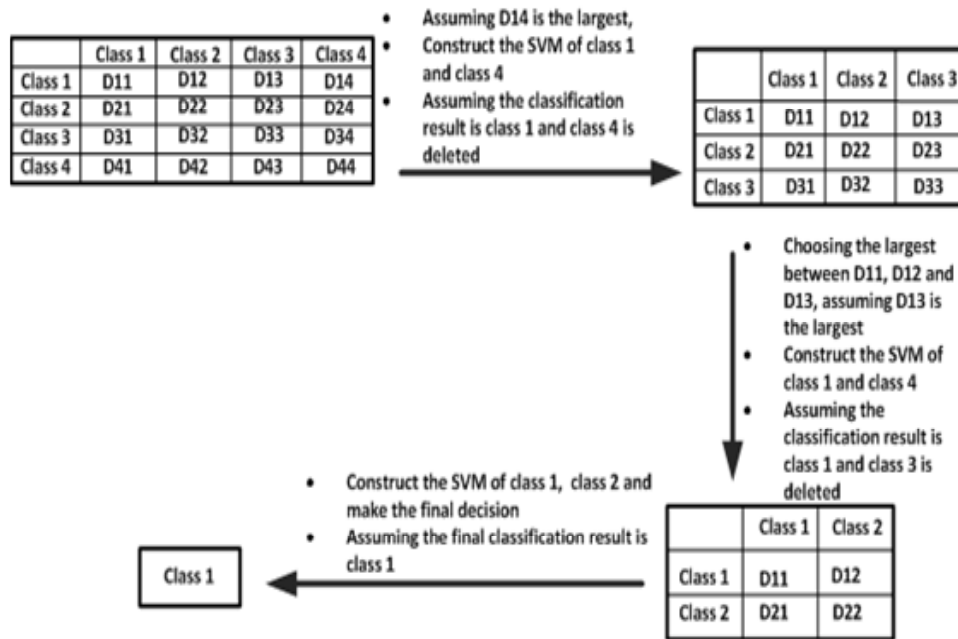 Class 1 Class 2 Class 3 Class 4
Class 1 D11 D12 D13 D14
Class 2 D21 D22 D23 D24
Class 3 D31 D32 D33 D34
Class 4 D41 D42 D43 D44
• Assuming D14 is the largest,
• Construct the SVM of class 1
and class 4
• Assuming the classification
result is class 1 and class 4 is
deleted
Class 1 Class 2 Class 3
Class 1 D11 D12 D13
Class 2 D21 D22 D23
Class 3 D31 D32 D33
• Choosing the largest
between D11, D12 and
D13, assuming D13 is
the largest
• Construct the SVM of
class 1 and class 4
• Assuming the
classification result is
class 1 and class 3 is
deleted
Class 1 Class 2
Class 1 D11 D12
Class 2 D21 D22
• Construct the SVM of class 1, class 2 and
make the final decision
• Assuming the final classification result is
class 1
Class 1